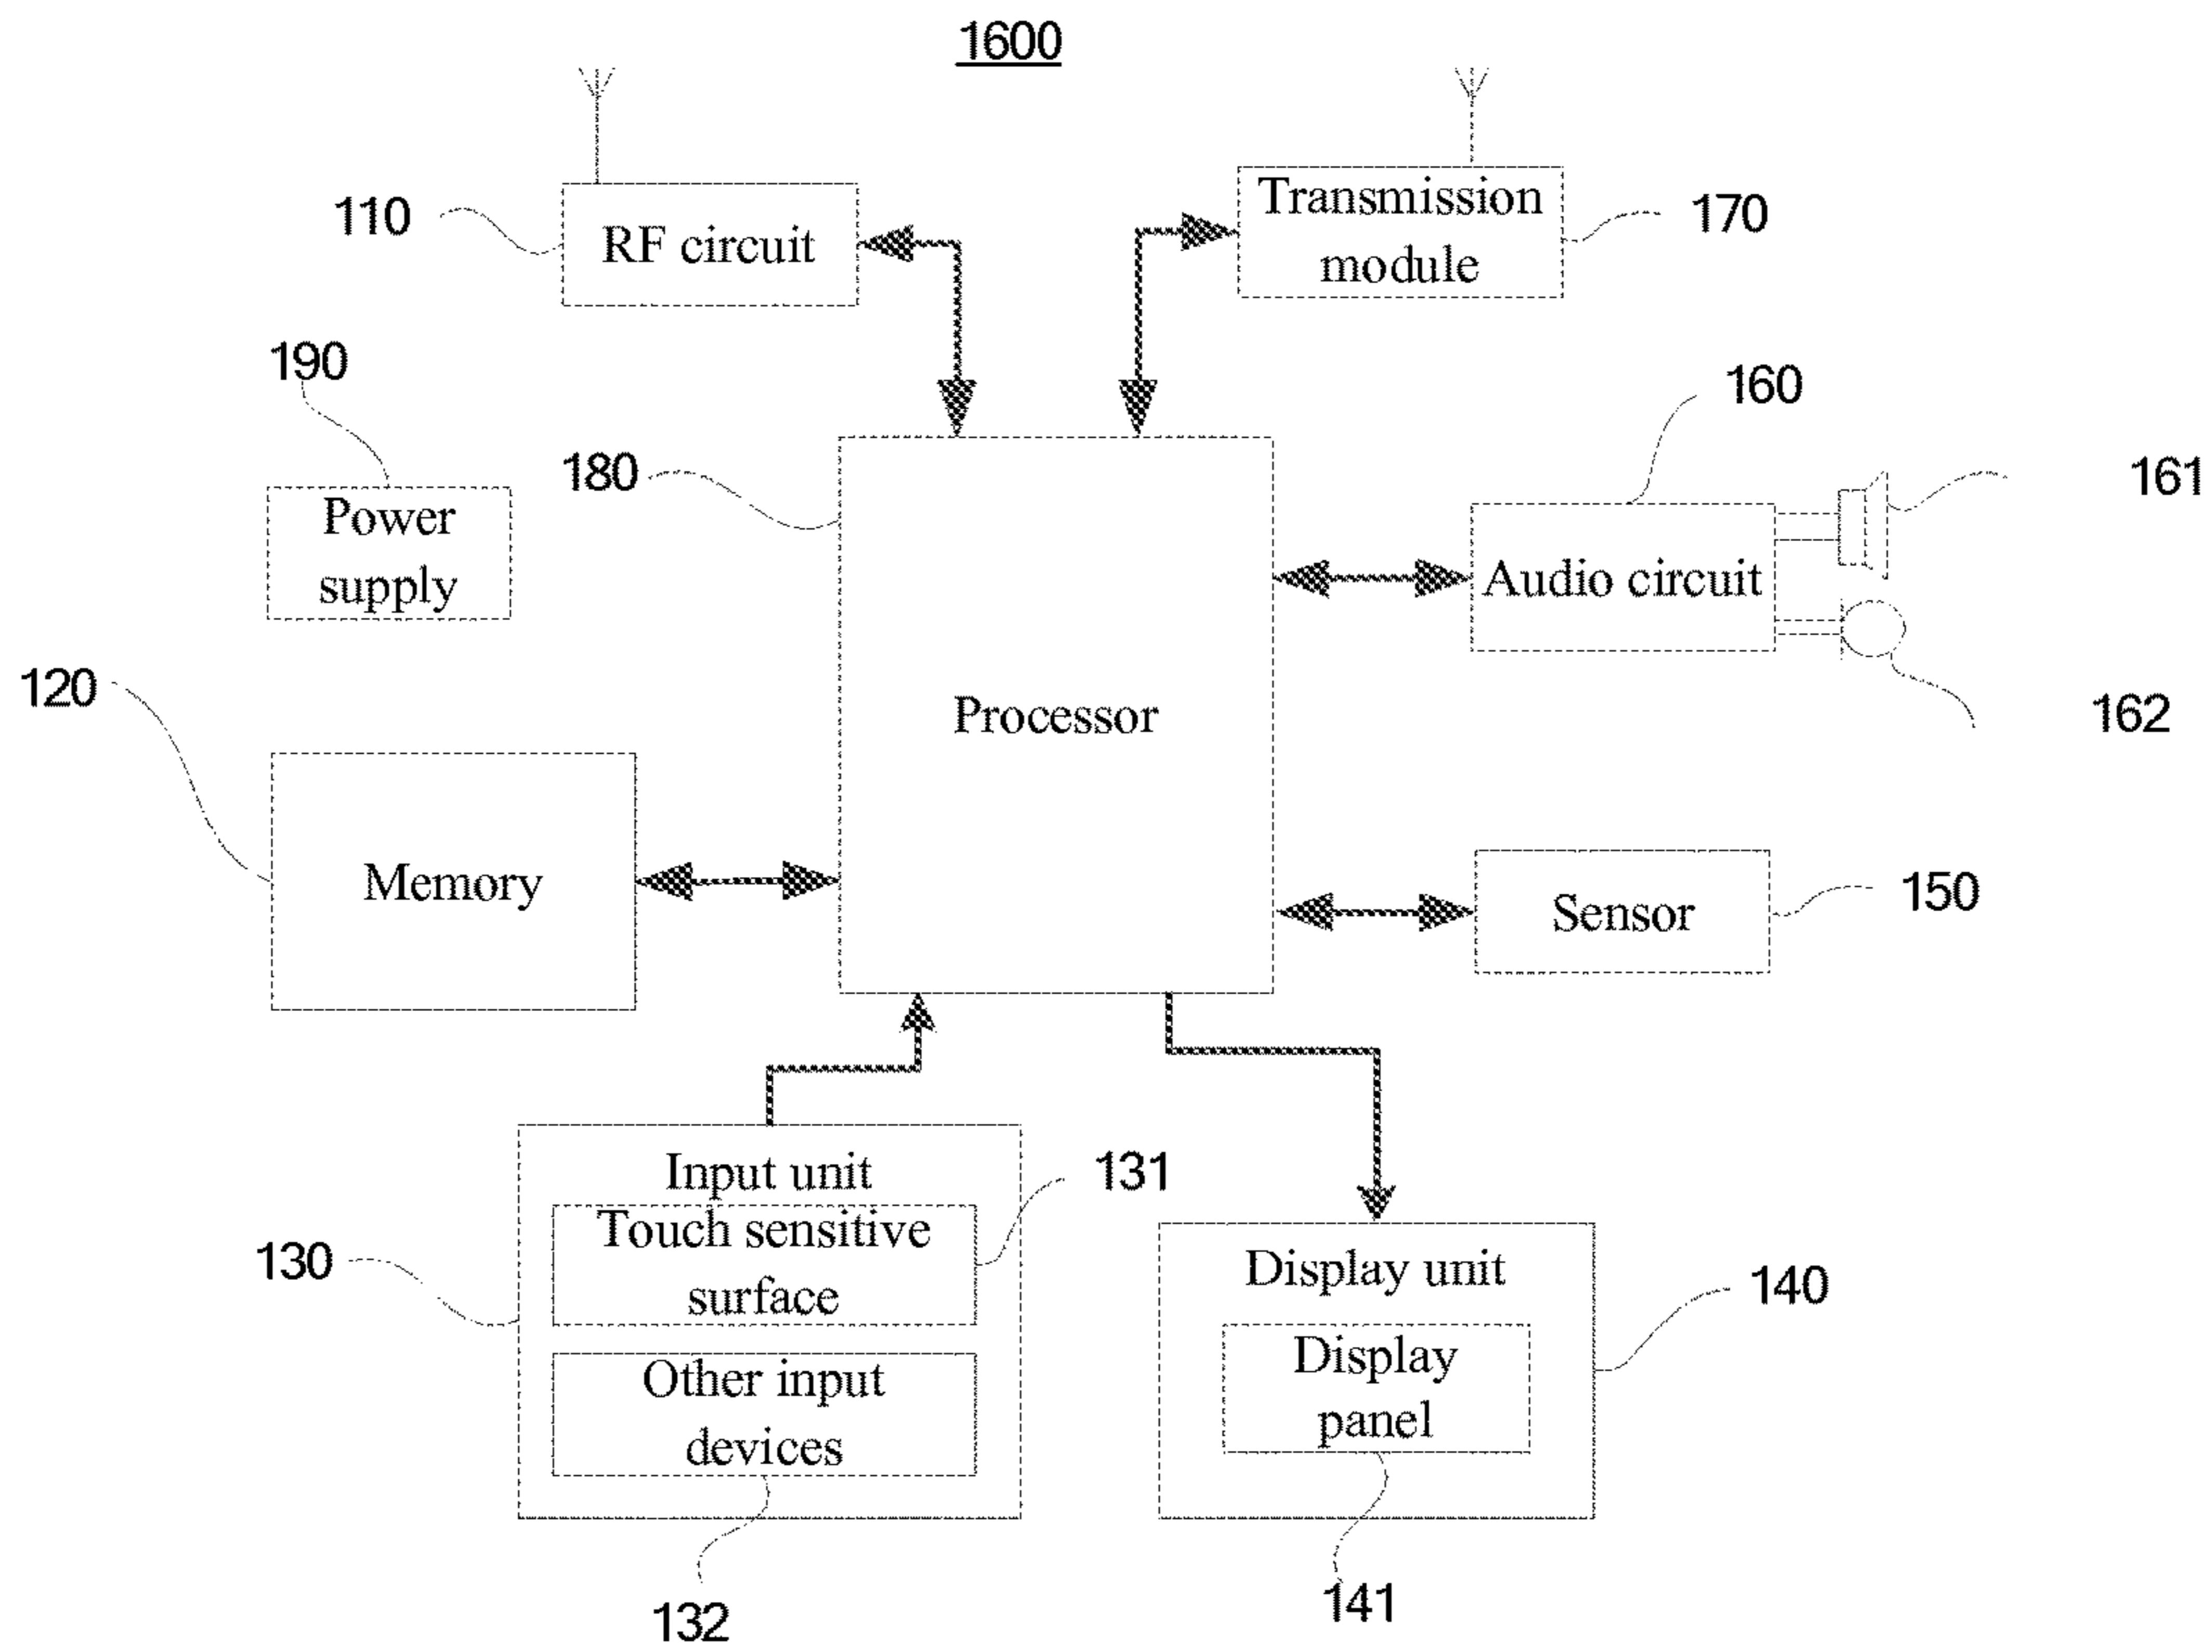 1600
110
RF circuit
Transmission
module
170
190
Power
supply
180
Processor
160
Audio circuit
161
162
120
Memory
Sensor
150
Input unit
Touch sensitive
surface
131
130
Other input
devices
132
Display unit
Display
panel
140
141